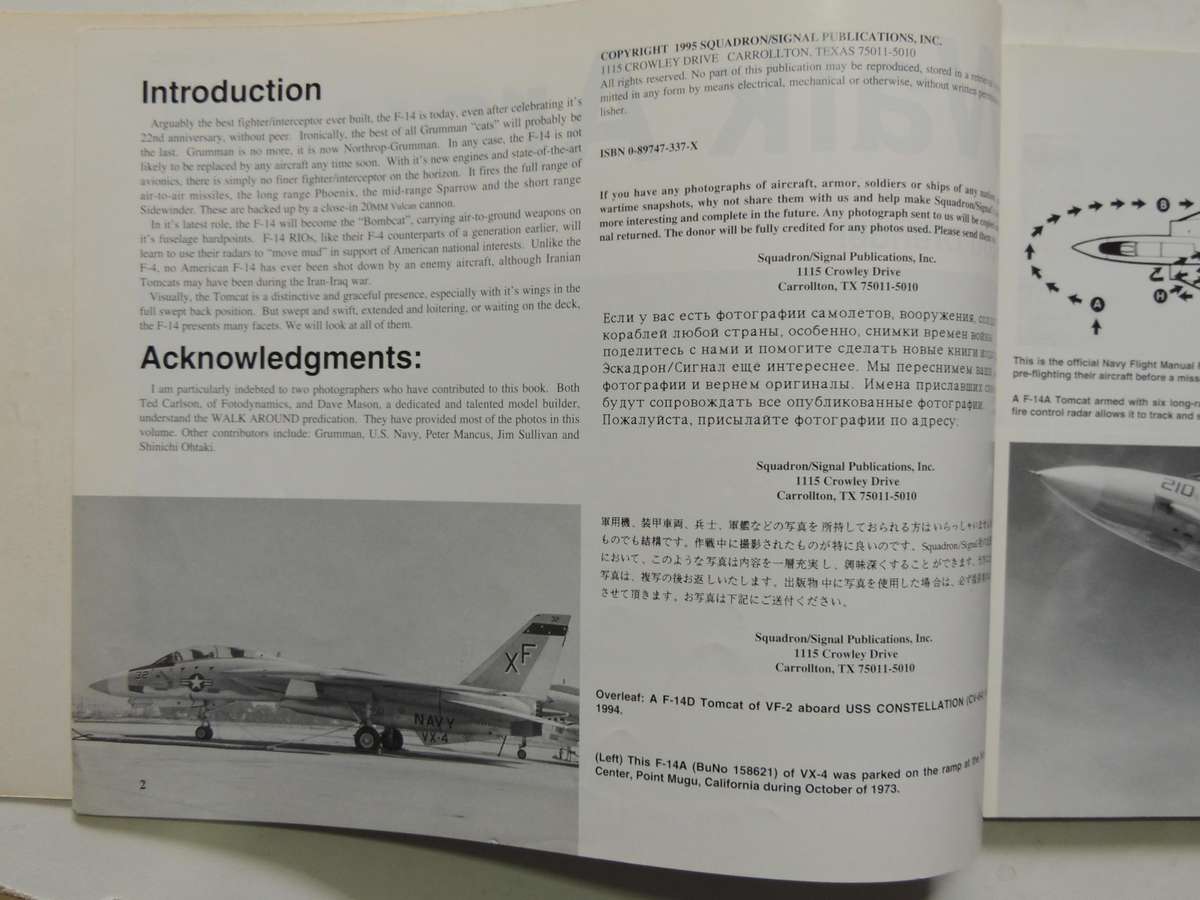 Introduction
Arguably the best fighter/interceptor ever built, the F-14 is today, even after celebrating it's
22nd anniversary, without peer. Ironically, the best of all Grumman "cats" will probably be
the last. Grumman is no more, it is now Northrop-Grumman. In any case, the F-14 is not
likely to be replaced by any aircraft any time soon. With it's new engines and state-of-the-art
avionics, there is simply no finer fighter/interceptor on the horizon. It fires the full range of
air-to-air missiles, the long range Phoenix, the mid-range Sparrow and the short range
Sidewinder. These are backed up by a close-in 20MM Vulcan cannon.
In it's latest role, the F-14 will become the "Bombcat", carrying air-to-ground weapons on
it's fuselage hardpoints. F-14 RIOs, like their F-4 counterparts of a generation earlier, will
learn to use their radars to "move mud" in support of American national interests. Unlike the
F-4, no American F-14 has ever been shot down by an enemy aircraft, although Iranian
Tomcats may have been during the Iran-Iraq war.
Visually, the Tomcat is a distinctive and graceful presence, especially with it's wings in the
full swept back position. But swept and swift, extended and loitering, or waiting on the deck,
the F-14 presents many facets. We will look at all of them.
Acknowledgments:
I am particularly indebted to two photographers who have contributed to this book. Both
Ted Carlson, of Fotodynamics, and Dave Mason, a dedicated and talented model builder,
understand the WALK AROUND predication. They have provided most of the photos in this
volume. Other contributors include: Grumman, U.S. Navy, Peter Mancus, Jim Sullivan and
Shinichi Ohtaki.
32
XF
32
NAVY
VX-4
2
COPYRIGHT 1995 SQUADRON/SIGNAL PUBLICATIONS, INC.
1115 CROWLEY DRIVE CARROLLTON, TEXAS 75011-5010
All rights reserved. No part of this publication may be reproduced, stored in a
mitted in any form by means electrical, mechanical or otherwise, without written
lisher.
ISBN 0-89747-337-X
If you have any photographs of aircraft, armor, soldiers or ships of any
wartime snapshots, why not share them with us and help make Squadron/Signal's
more interesting and complete in the future. Any photograph sent to us will be
nal returned. The donor will be fully credited for any photos used. Please send them
Squadron/Signal Publications, Inc.
1115 Crowley Drive
Carrollton, TX 75011-5010
Если у вас есть фотографии самолетов, вооружения,
кораблей любой страны, особенно, снимки времен
поделитесь с нами и помогите сделать новые книги
Эскадрон/Сигнал ещё интереснее. Мы переснимем
фотографии и вернем оригиналы. Имена приславших
будут сопровождать все опубликованные фотографии.
Пожалуйста, присылайте фотографии по адресу:
Squadron/Signal Publications, Inc.
1115 Crowley Drive
Carrollton, TX 75011-5010
軍用機、装甲車両、兵士、軍艦などの写真を所持しておられる方はいらっしゃいませんか
ものでも結構です。作戦中に撮影されたものが特に良いのです。Squadron/Signal
において、このような写真は内容を一層充実し、興味深くすることができます。
写真は、複写の後お返しいたします。出版物中に写真を使用した場合は、必ず
させて頂きます。お写真は下記にご送付ください。
Squadron/Signal Publications, Inc.
1115 Crowley Drive
Carrollton, TX 75011-5010
Overleaf: A F-14D Tomcat of VF-2 aboard USS CONSTELLATION
1994.
(Left) This F-14A (BuNo 158621) of VX-4 was parked on the ramp at the
Center, Point Mugu, California during October of 1973.
B
A
H
This is the official Navy Flight Manual
pre-flighting their aircraft before a
A F-14A Tomcat armed with six
fire control radar allows it to track and
210